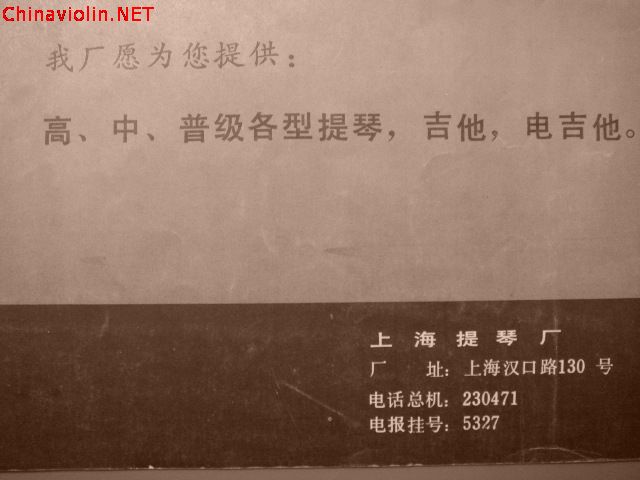 Chinaviolin.NET
我厂愿为您提供:
高、中、普级各型提琴，吉他，电吉他。
上海提琴厂
厂 址: 上海汉口路130 号
电话总机: 230471
电报挂号: 5327